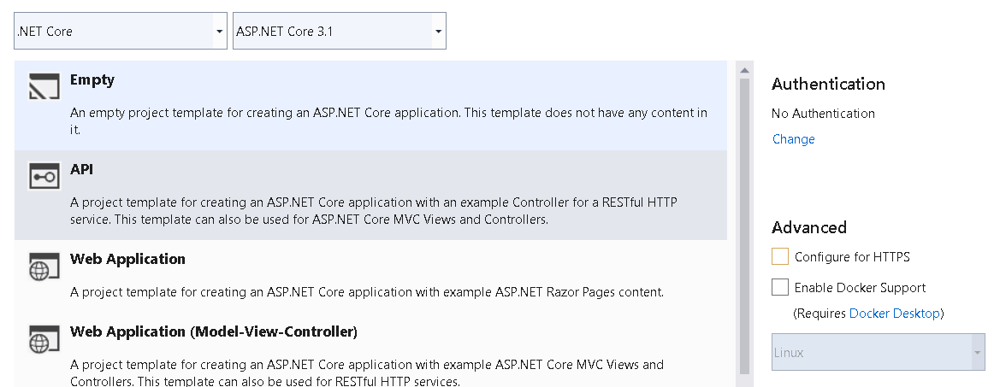 .NET Core
ASP.NET Core 3.1
Empty
An empty project template for creating an ASP.NET Core application. This template does not have any content in
it.
API
A project template for creating an ASP.NET Core application with an example Controller for a RESTful HTTP
service. This template can also be used for ASP.NET Core MVC Views and Controllers.
Web Application
A project template for creating an ASP.NET Core application with example ASP.NET Razor Pages content.
Web Application (Model-View-Controller)
A project template for creating an ASP.NET Core application with example ASP.NET Core MVC Views and
Controllers. This template can also be used for RESTful HTTP services.
Authentication
No Authentication
Change
Advanced
Configure for HTTPS
Enable Docker Support
(Requires Docker Desktop)
Linux